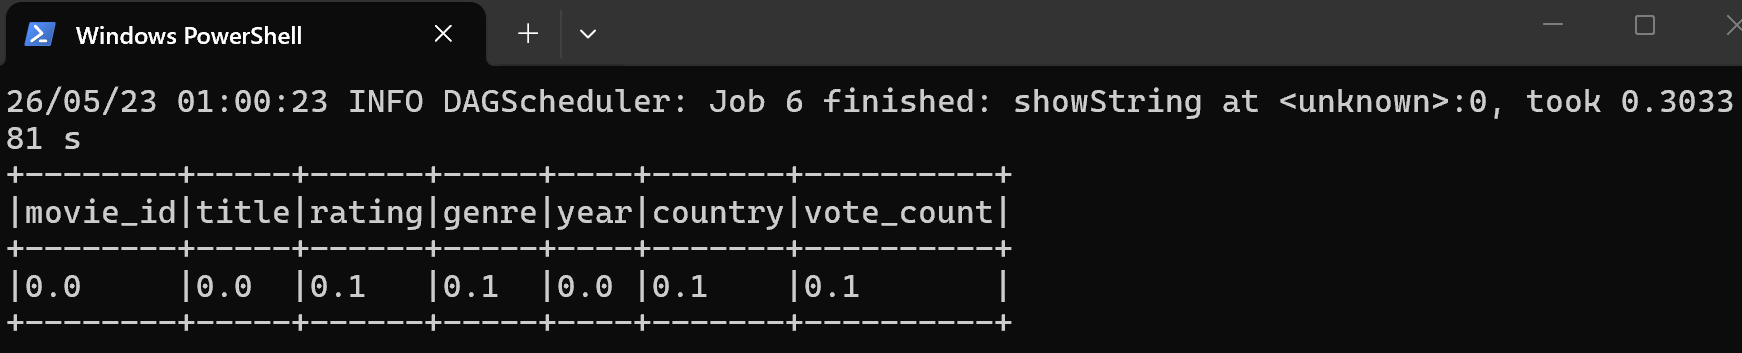 Windows PowerShell
26/05/23 01:00:23 INFO DAGScheduler: Job 6 finished: showString at <unknown>:0, took 0.3033
81 s
+--------+-----+------+-----+----+-------+----------+
|movie_id|title|rating|genre|year|country|vote_count|
+--------+-----+------+-----+----+-------+----------+
|0.0     |0.0  |0.1   |0.1  |0.0 |0.1    |0.1       |
+--------+-----+------+-----+----+-------+----------+